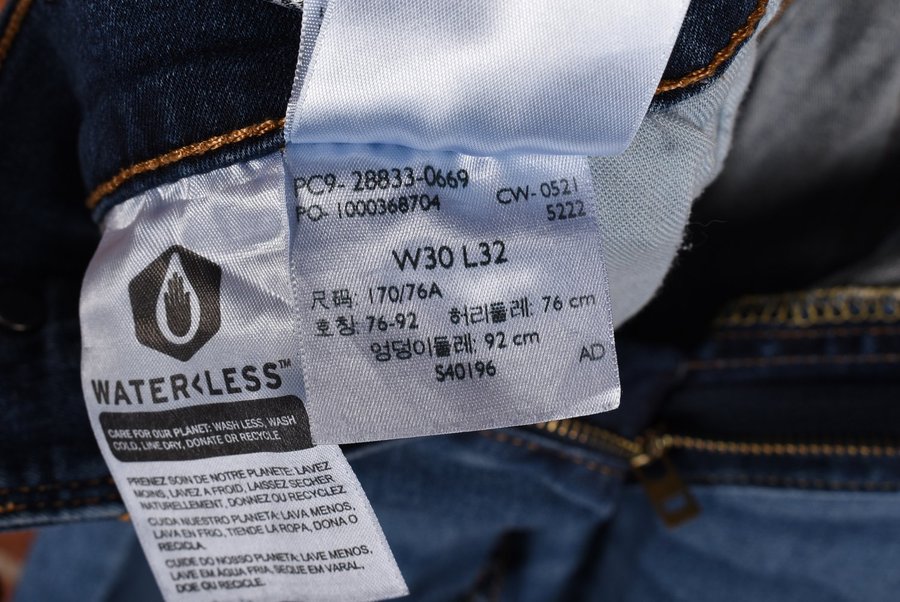 PC9- 28833-0669
PO- 1000368704
CW- 0521
5222
W30 L32
尺码: 170/76A
호칭: 76-92 허리둘레: 76 cm
엉덩이둘레: 92 cm
S40196
AD
WATER<LESS™
CARE FOR OUR PLANET: WASH LESS, WASH
COLD, LINE DRY, DONATE OR RECYCLE.
PRENEZ SOIN DE NOTRE PLANETE: LAVEZ
MOINS, LAVEZ A FROID, LAISSEZ SECHER
NATURELLEMENT, DONNEZ OU RECYCLEZ
CUIDA NUESTRO PLANETA: LAVA MENOS,
LAVA EN FRIO, TIENDE LA ROPA, DONA O
RECICLA.
CUIDE DO NOSSO PLANETA: LAVE MENOS,
LAVE EM ÁGUA FRIA, SEQUE EM VARAL,
DOE OU RECICLE.